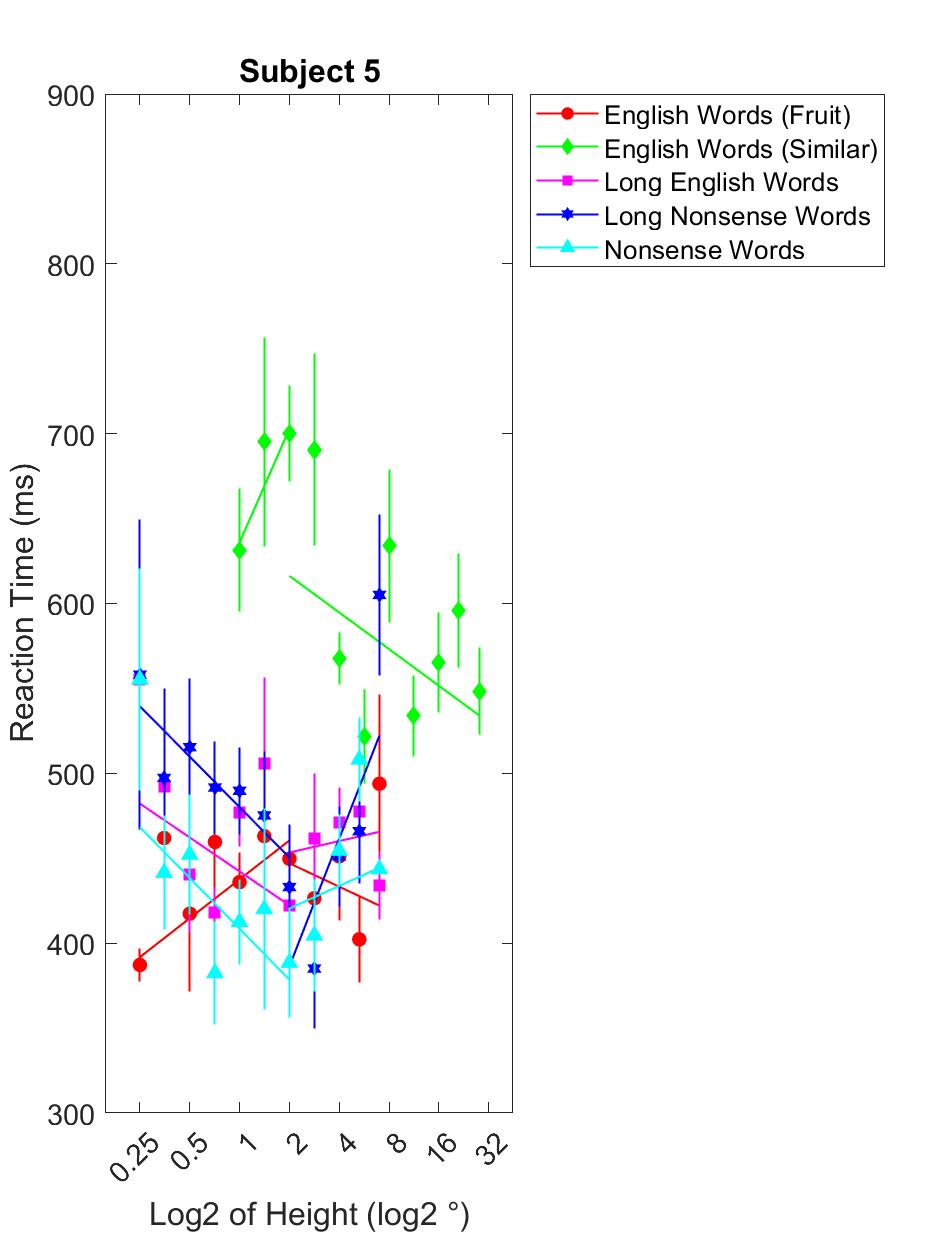 Subject 5
900
800
700
600
500
400
300
Reaction Time (ms)
0.25
0.5
1
2
4
8
16
32
Log2 of Height (log2 °)
English Words (Fruit)
English Words (Similar)
Long English Words
Long Nonsense Words
Nonsense Words